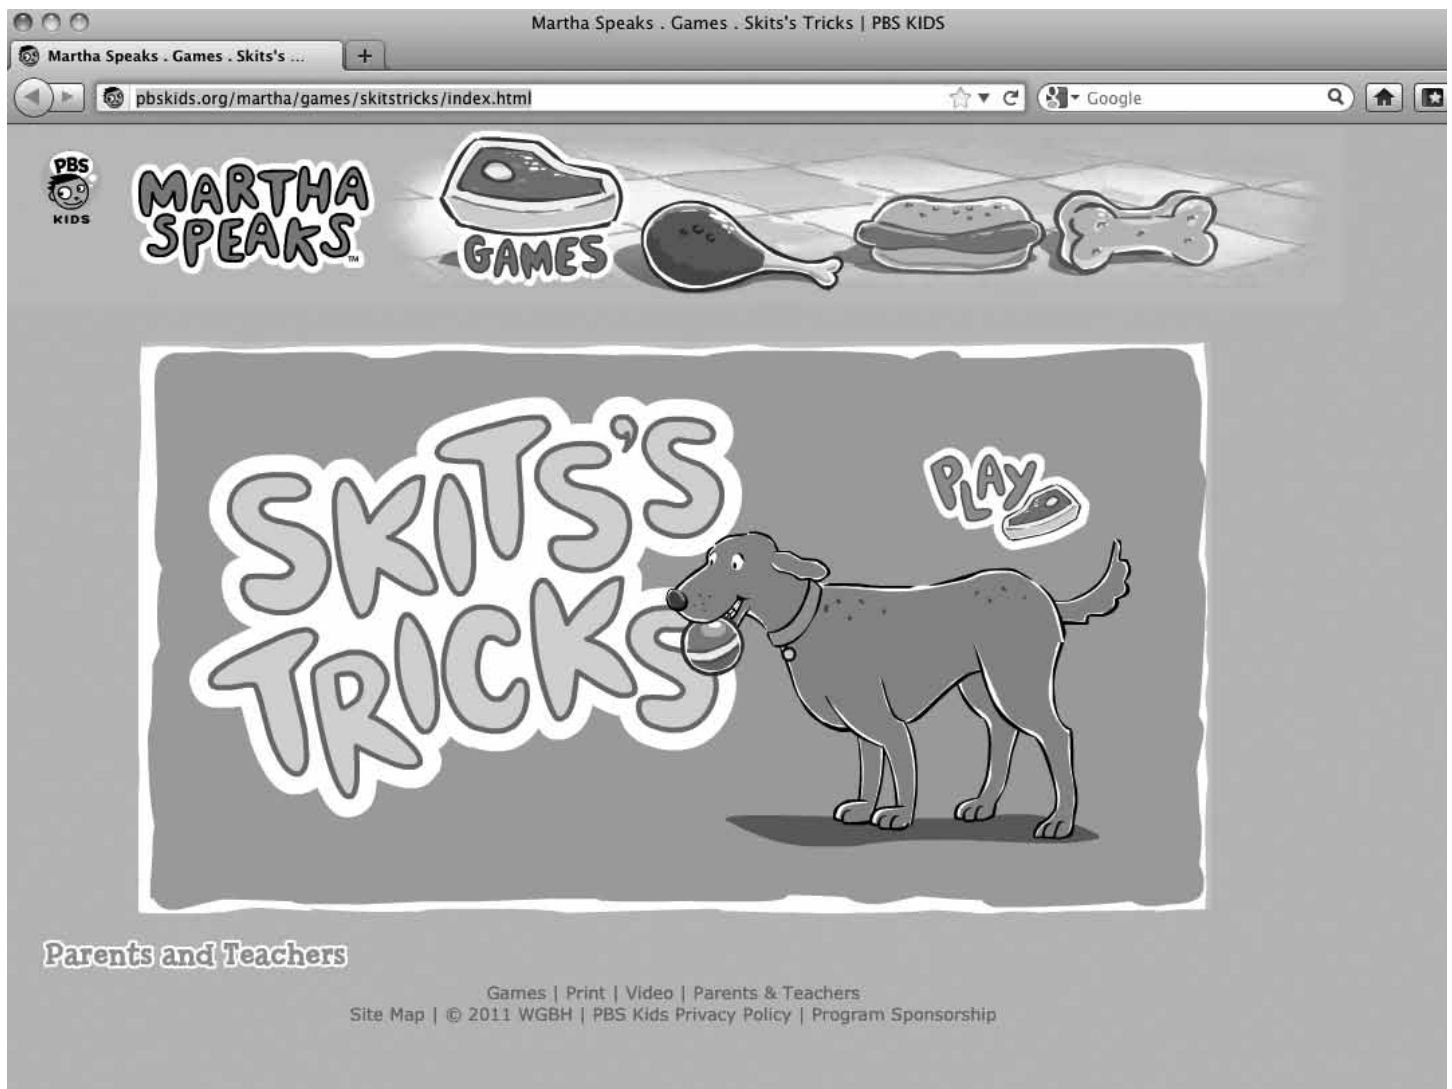 Martha Speaks . Games . Skits's Tricks | PBS KIDS
Martha Speaks . Games . Skits's ...
+
pbskids.org/martha/games/skitstricks/index.html
Google
PBS
KIDS
MARTHA
SPEAKS™
GAMES
SKITS'S
TRICKS
PLAY
Parents and Teachers
Games | Print | Video | Parents & Teachers
Site Map | © 2011 WGBH | PBS Kids Privacy Policy | Program Sponsorship